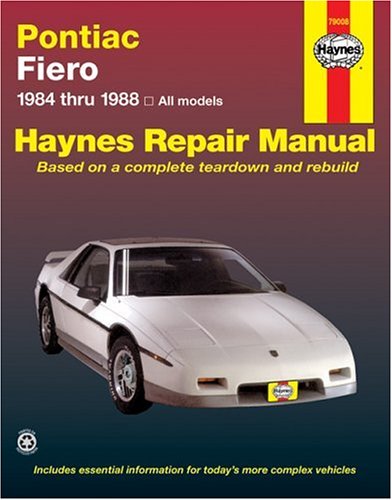 79008
Haynes
Pontiac
Fiero
1984 thru 1988 □ All models
Haynes Repair Manual
Based on a complete teardown and rebuild
Haynes
Includes essential information for today's more complex vehicles